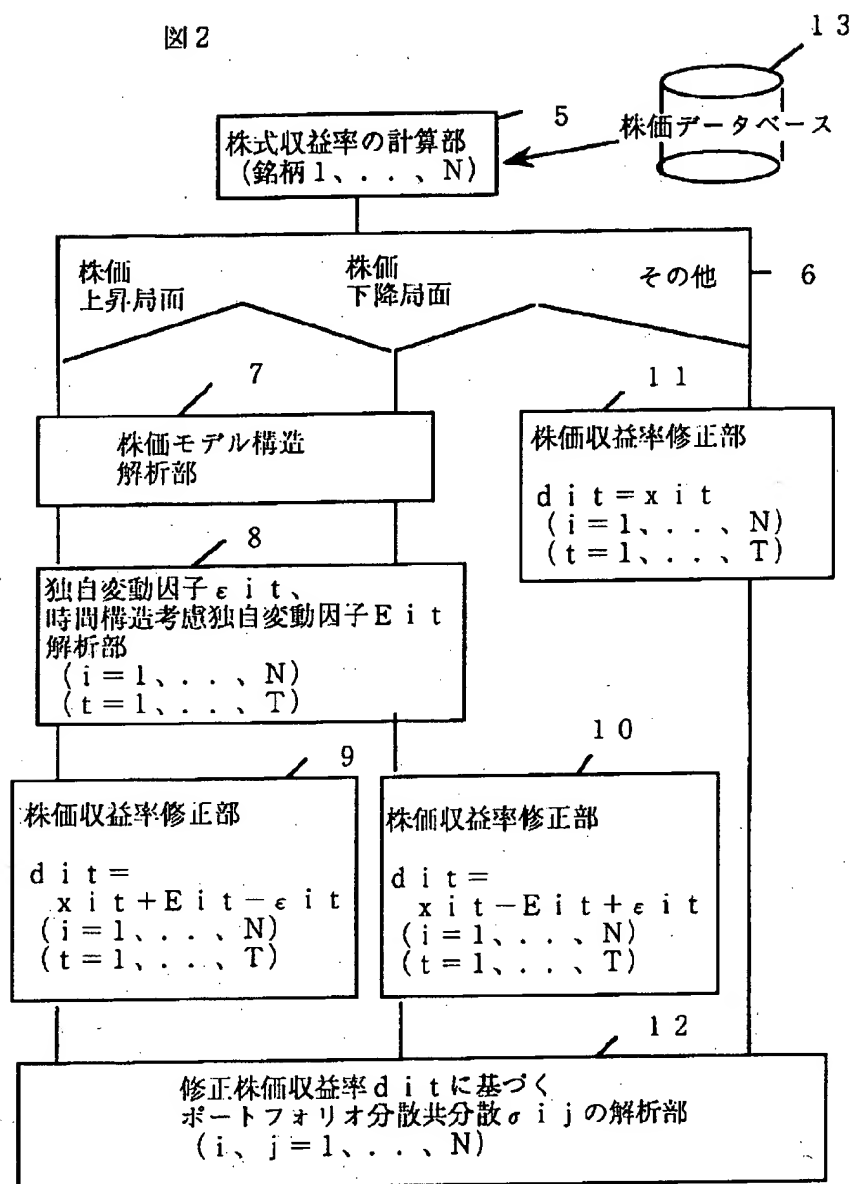 図2
13
株価データベース
5
株式収益率の計算部
(銘柄1、...、N)
株価
上昇局面
株価
下降局面
その他
6
7
株価モデル構造
解析部
11
株価収益率修正部
dit=xit
(i=1、...、N)
(t=1、...、T)
8
独自変動因子εit、
時間構造考慮独自変動因子Eit
解析部
(i=1、...、N)
(t=1、...、T)
9
株価収益率修正部
dit=
xit+Eit-εit
(i=1、...、N)
(t=1、...、T)
10
株価収益率修正部
dit=
xit-Eit+εit
(i=1、...、N)
(t=1、...、T)
12
修正株価収益率ditに基づく
ポートフォリオ分散共分散σijの解析部
(i、j=1、...、N)